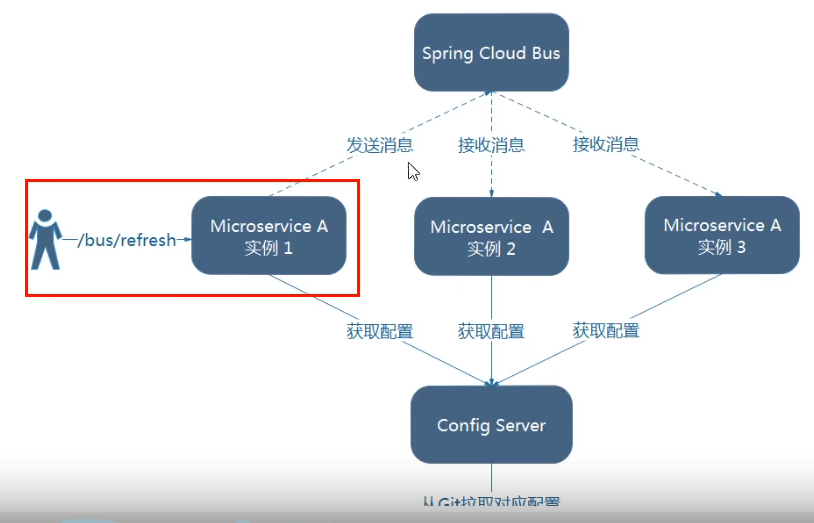 Spring Cloud Bus
发送消息
接收消息
接收消息
/bus/refresh
Microservice A
实例 1
Microservice A
实例 2
Microservice A
实例 3
获取配置
获取配置
获取配置
Config Server
从Git拉取对应配置